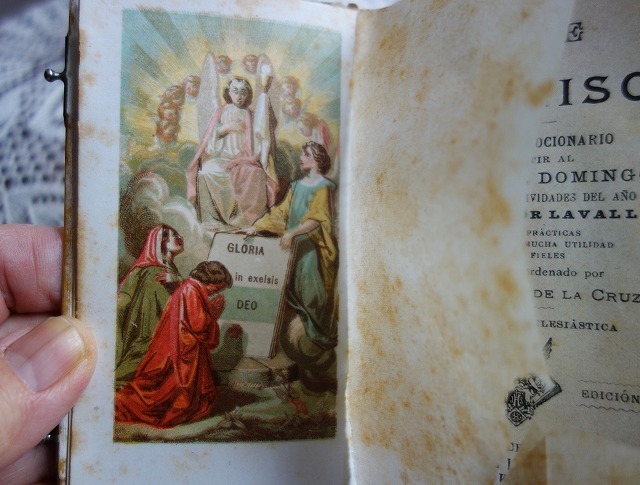 GLORIA
in exelsis
DEO
E
ISO
OCIONARIO
IR AL
DOMINGO
VIDADES DEL AÑO
R LAVALL
PRÁCTICAS
UCHA UTILIDAD
FIELES
rdenado por
DE LA CRUZ
LESIÁSTICA
EDICIÓN